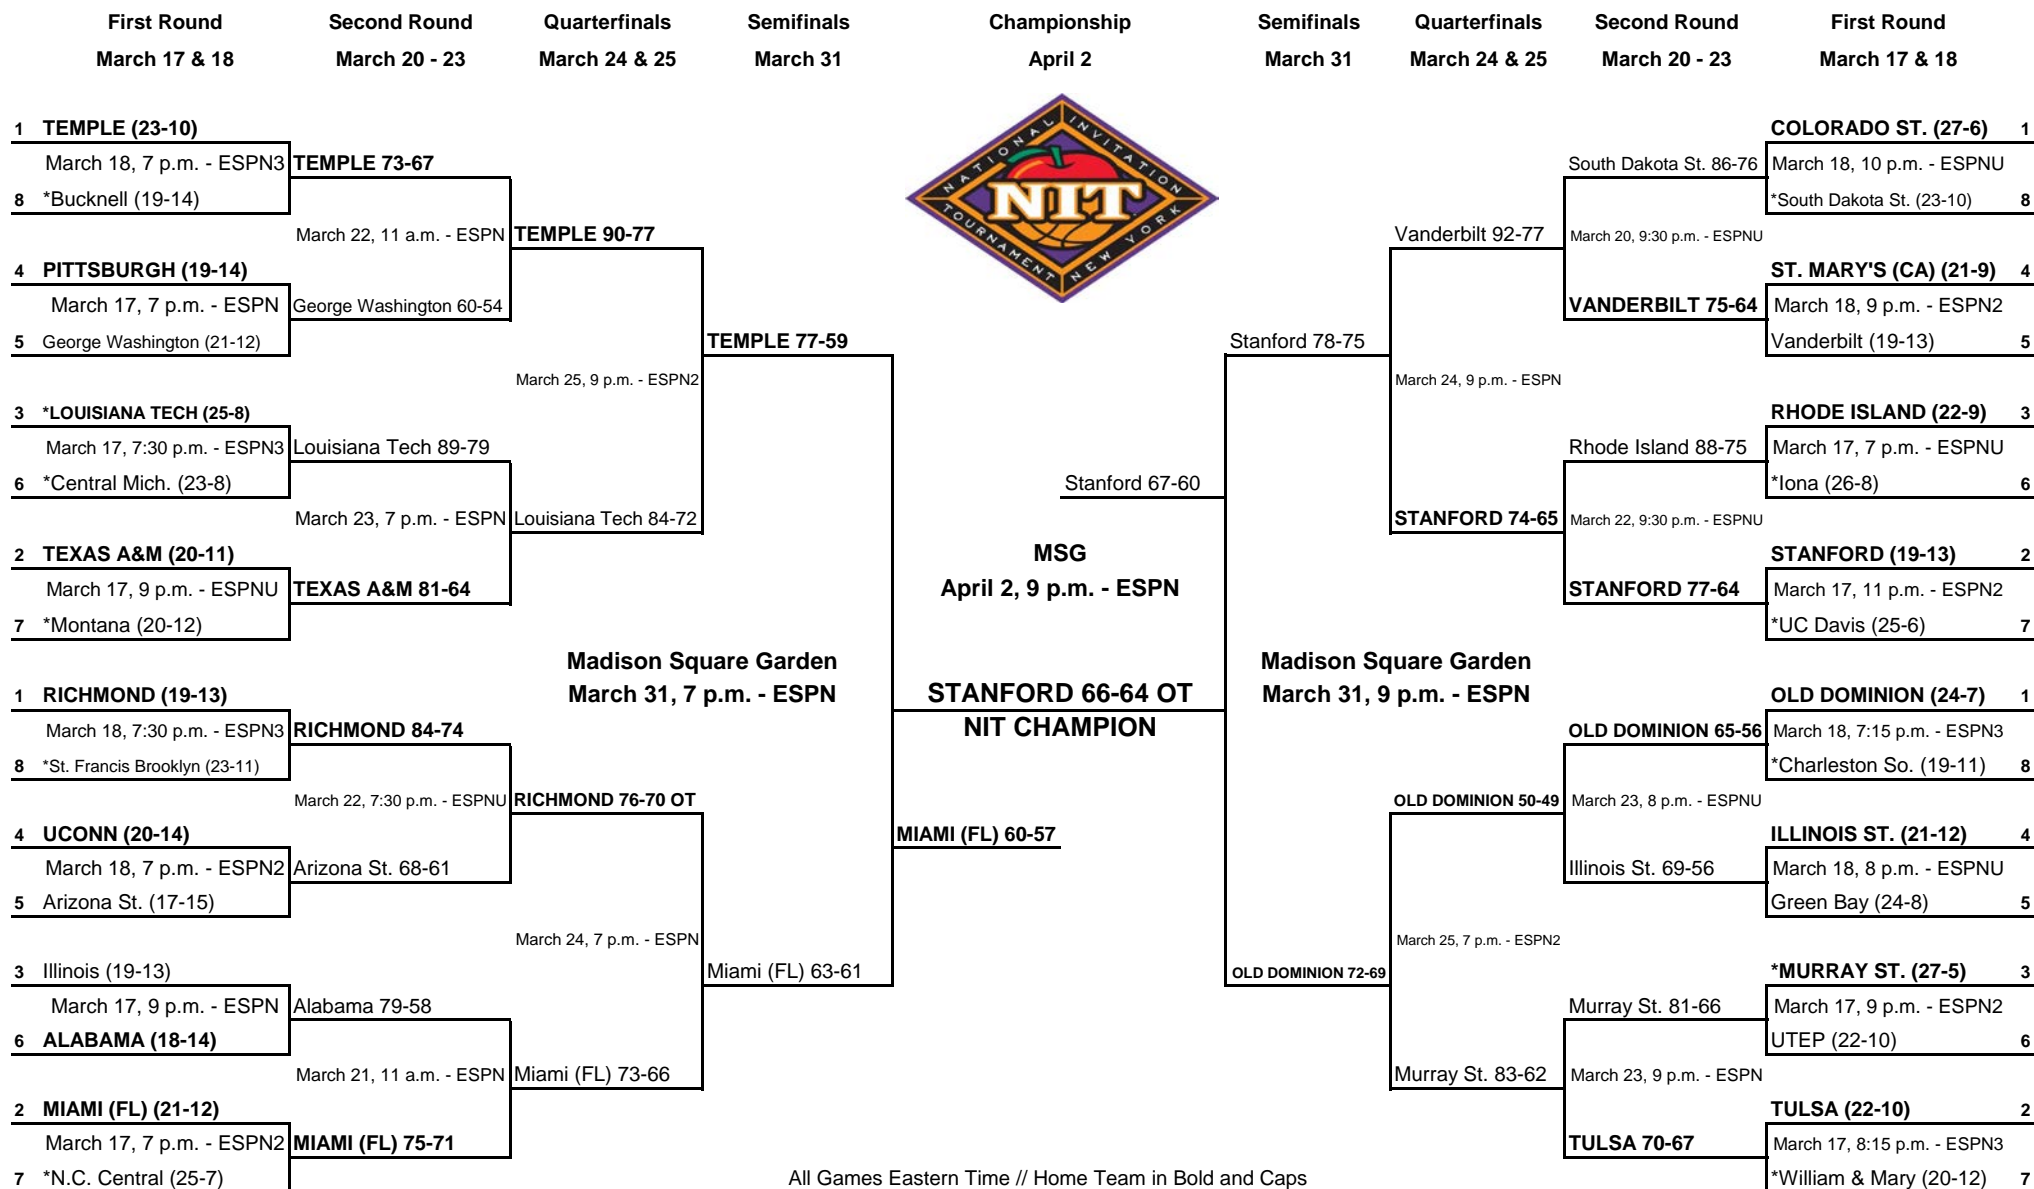 First Round Second Round Quarterfinals Semifinals Championship Semifinals Quarterfinals Second Round First Round
March 17 & 18 March 20 - 23 March 24 & 25 March 31 April 2 March 31 March 24 & 25 March 20 - 23 March 17 & 18
NATIONAL INVITATION
NIT
TOURNAMENT NEW YORK
1 TEMPLE (23-10)
March 18, 7 p.m. - ESPN3
8 *Bucknell (19-14)
4 PITTSBURGH (19-14)
March 17, 7 p.m. - ESPN
5 George Washington (21-12)
3 *LOUISIANA TECH (25-8)
March 17, 7:30 p.m. - ESPN3
6 *Central Mich. (23-8)
2 TEXAS A&M (20-11)
March 17, 9 p.m. - ESPNU
7 *Montana (20-12)
1 RICHMOND (19-13)
March 18, 7:30 p.m. - ESPN3
8 *St. Francis Brooklyn (23-11)
4 UCONN (20-14)
March 18, 7 p.m. - ESPN2
5 Arizona St. (17-15)
3 Illinois (19-13)
March 17, 9 p.m. - ESPN
6 ALABAMA (18-14)
2 MIAMI (FL) (21-12)
March 17, 7 p.m. - ESPN2
7 *N.C. Central (25-7)
TEMPLE 73-67
March 22, 11 a.m. - ESPN
George Washington 60-54
Louisiana Tech 89-79
March 23, 7 p.m. - ESPN
TEXAS A&M 81-64
RICHMOND 84-74
March 22, 7:30 p.m. - ESPNU
Arizona St. 68-61
Alabama 79-58
March 21, 11 a.m. - ESPN
MIAMI (FL) 75-71
TEMPLE 90-77
March 25, 9 p.m. - ESPN2
Louisiana Tech 84-72
Madison Square Garden
March 31, 7 p.m. - ESPN
RICHMOND 76-70 OT
March 24, 7 p.m. - ESPN
Miami (FL) 73-66
TEMPLE 77-59
Miami (FL) 63-61
Stanford 67-60
MSG
April 2, 9 p.m. - ESPN
STANFORD 66-64 OT
NIT CHAMPION
MIAMI (FL) 60-57
Stanford 78-75
Madison Square Garden
March 31, 9 p.m. - ESPN
OLD DOMINION 72-69
Vanderbilt 92-77
March 24, 9 p.m. - ESPN
STANFORD 74-65
OLD DOMINION 50-49
March 25, 7 p.m. - ESPN2
Murray St. 83-62
South Dakota St. 86-76
March 20, 9:30 p.m. - ESPNU
VANDERBILT 75-64
Rhode Island 88-75
March 22, 9:30 p.m. - ESPNU
STANFORD 77-64
OLD DOMINION 65-56
March 23, 8 p.m. - ESPNU
Illinois St. 69-56
Murray St. 81-66
March 23, 9 p.m. - ESPN
TULSA 70-67
COLORADO ST. (27-6) 1
March 18, 10 p.m. - ESPNU
*South Dakota St. (23-10) 8
ST. MARY'S (CA) (21-9) 4
March 18, 9 p.m. - ESPN2
Vanderbilt (19-13) 5
RHODE ISLAND (22-9) 3
March 17, 7 p.m. - ESPNU
*Iona (26-8) 6
STANFORD (19-13) 2
March 17, 11 p.m. - ESPN2
*UC Davis (25-6) 7
OLD DOMINION (24-7) 1
March 18, 7:15 p.m. - ESPN3
*Charleston So. (19-11) 8
ILLINOIS ST. (21-12) 4
March 18, 8 p.m. - ESPNU
Green Bay (24-8) 5
*MURRAY ST. (27-5) 3
March 17, 9 p.m. - ESPN2
UTEP (22-10) 6
TULSA (22-10) 2
March 17, 8:15 p.m. - ESPN3
*William & Mary (20-12) 7
All Games Eastern Time // Home Team in Bold and Caps